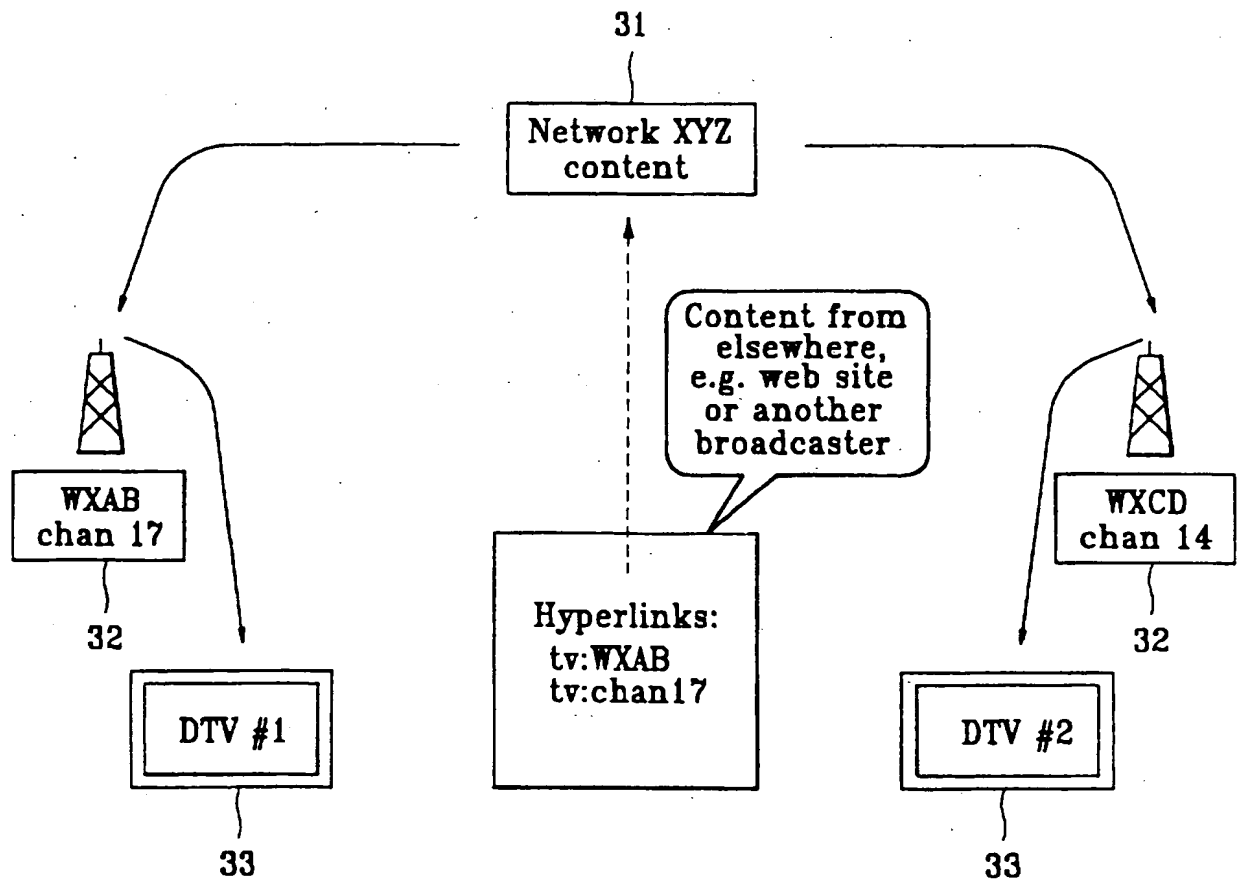 31
Network XYZ
content
Content from
elsewhere,
e.g. web site
or another
broadcaster
WXAB
chan 17
32
WXCD
chan 14
32
Hyperlinks:
tv:WXAB
tv:chan17
DTV #1
33
DTV #2
33